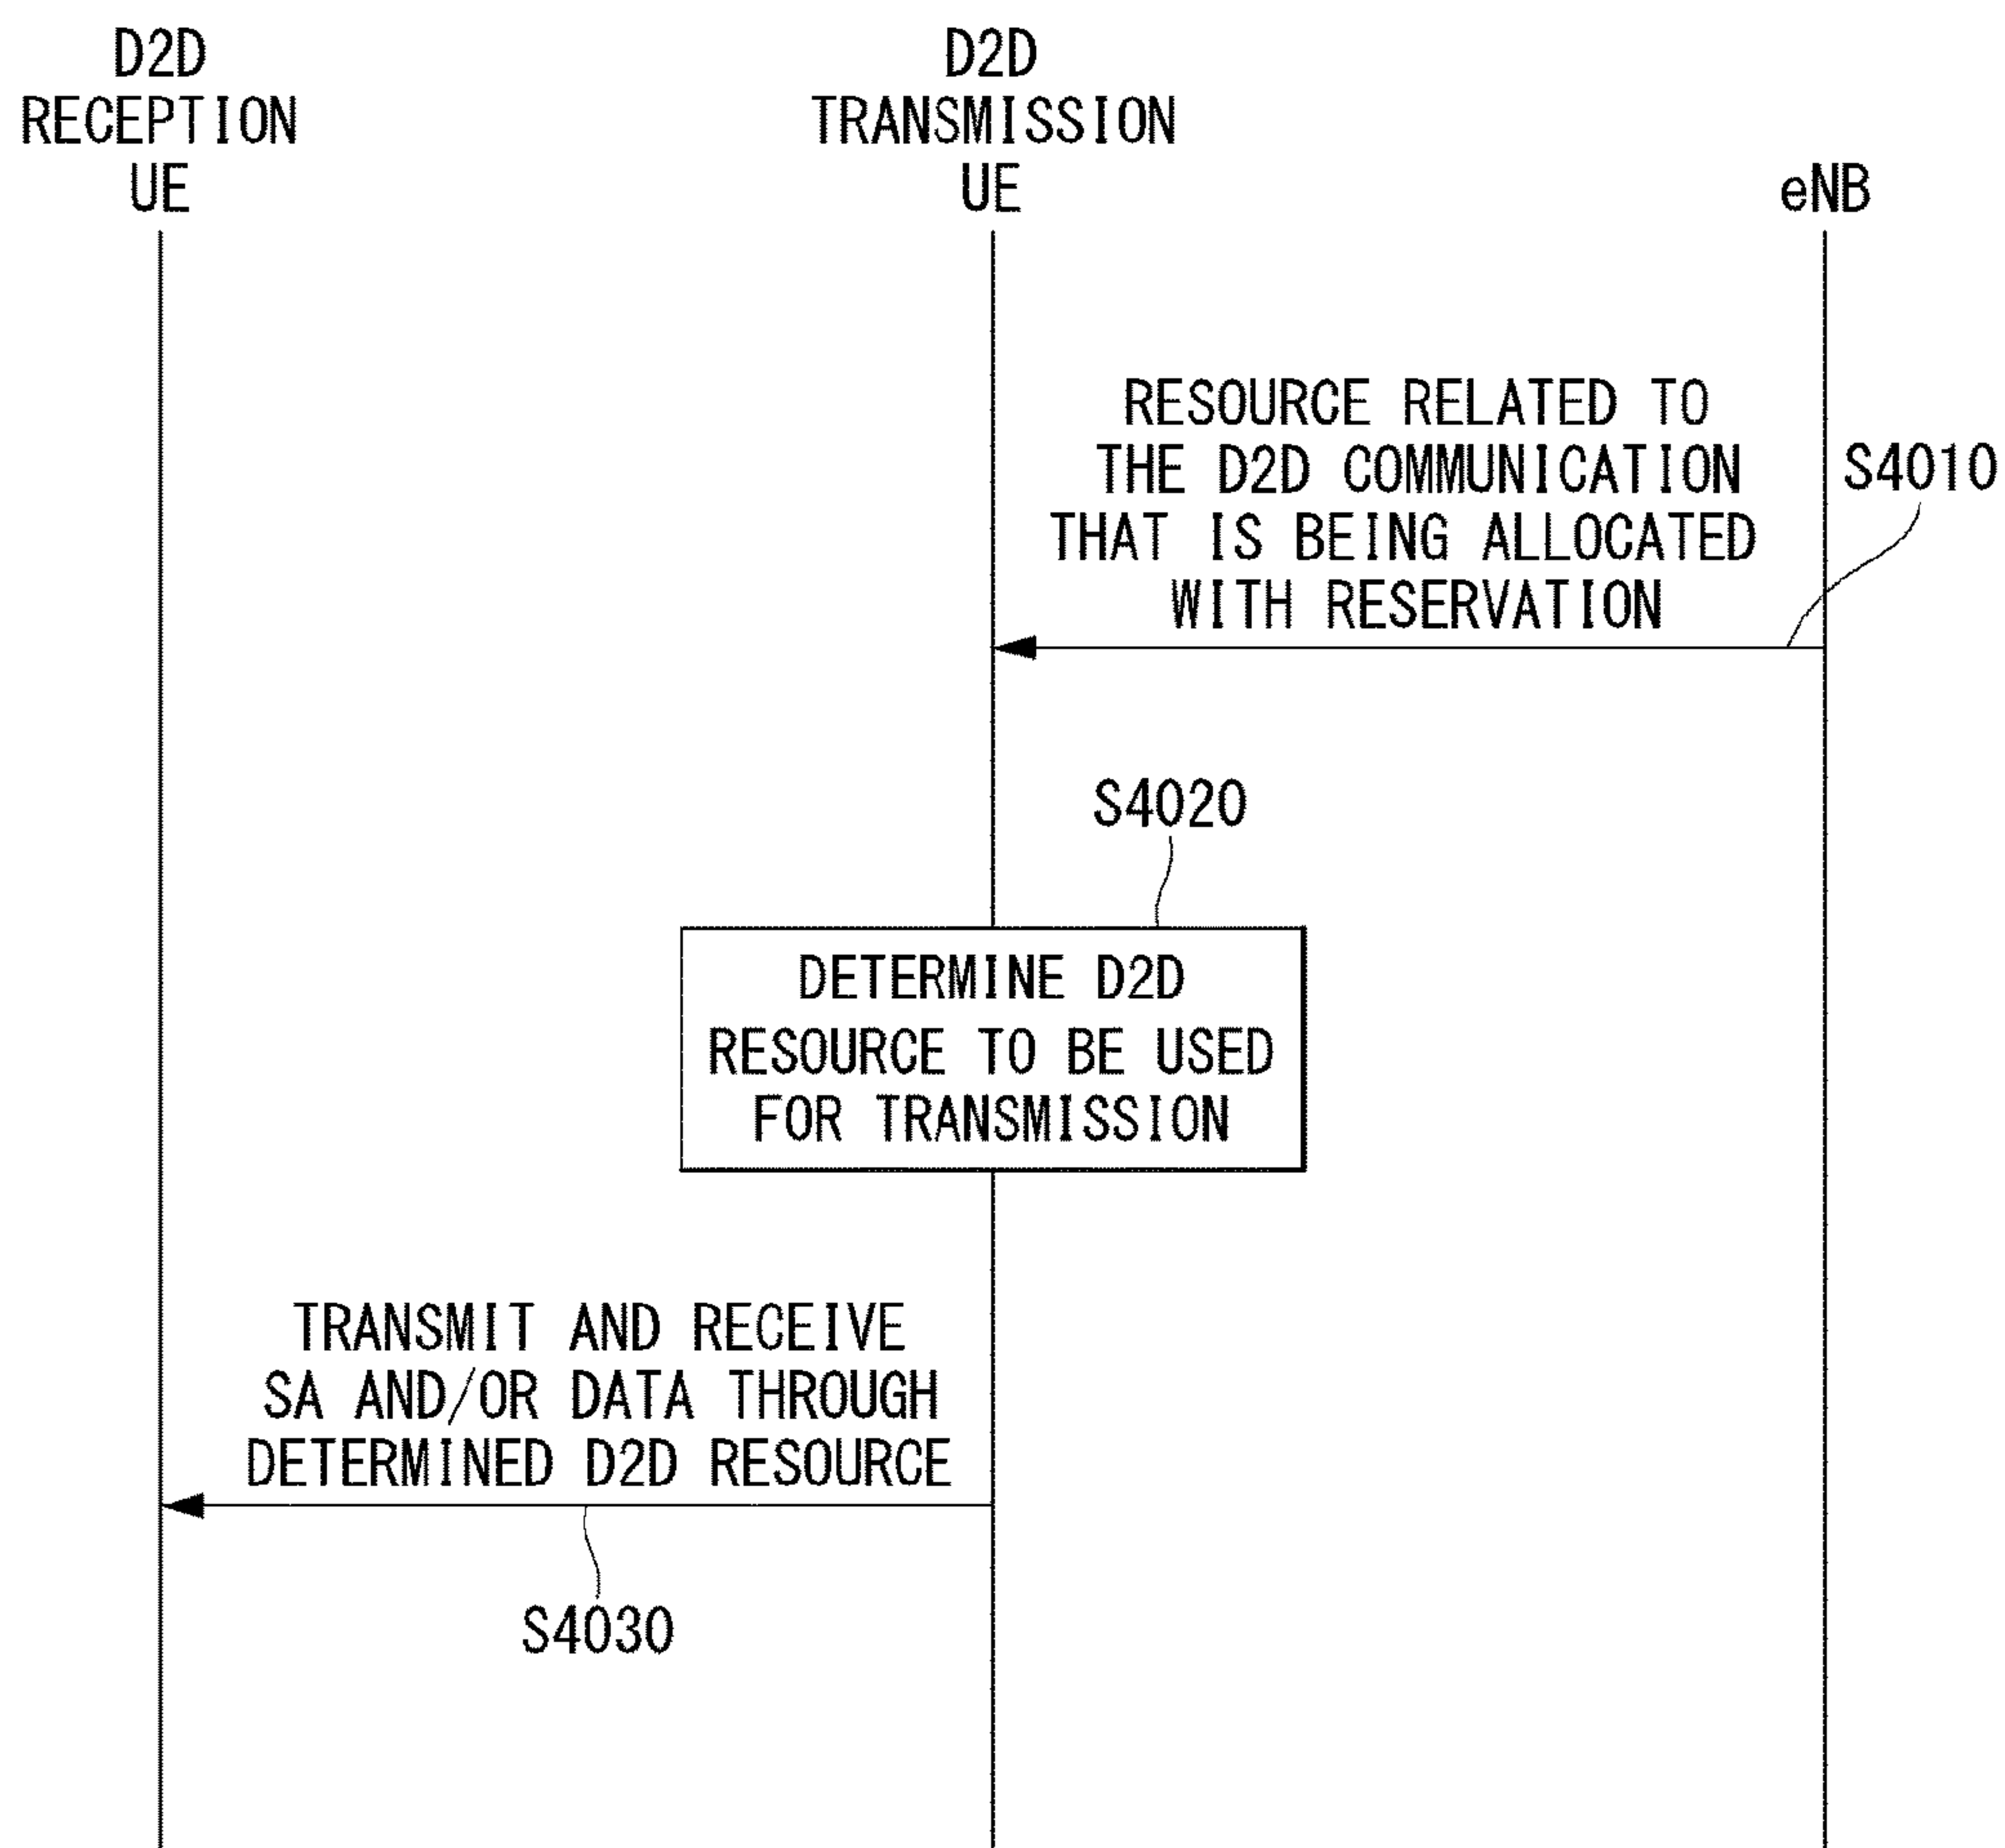 D2D
RECEPTION
UE
D2D
TRANSMISSION
UE
eNB
RESOURCE RELATED TO
THE D2D COMMUNICATION
THAT IS BEING ALLOCATED
WITH RESERVATION
S4010
S4020
DETERMINE D2D
RESOURCE TO BE USED
FOR TRANSMISSION
TRANSMIT AND RECEIVE
SA AND/OR DATA THROUGH
DETERMINED D2D RESOURCE
S4030